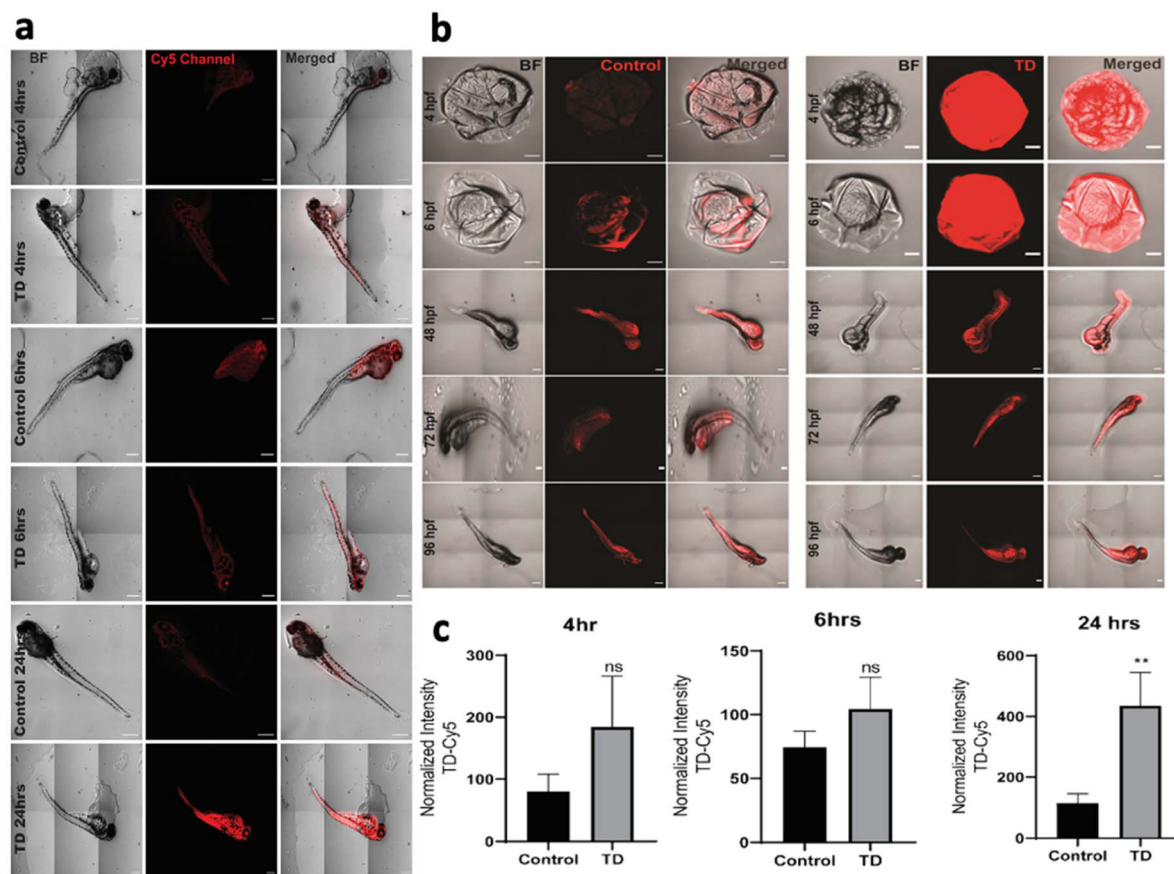 a
BF Cy5 Channel Merged
Control 4hrs
TD 4hrs
Control 6hrs
TD 6hrs
Control 24hrs
TD 24hrs
b
BF Control Merged
4 hpf
6 hpf
48 hpf
72 hpf
96 hpf
BF TD Merged
4 hpf
6 hpf
48 hpf
72 hpf
96 hpf
c
4hr
Normalized Intensity
TD-Cy5
300
200
100
0
ns
Control TD
6hrs
Normalized Intensity
TD-Cy5
150
100
50
0
ns
Control TD
24 hrs
Normalized Intensity
TD-Cy5
600
400
200
0
**
Control TD